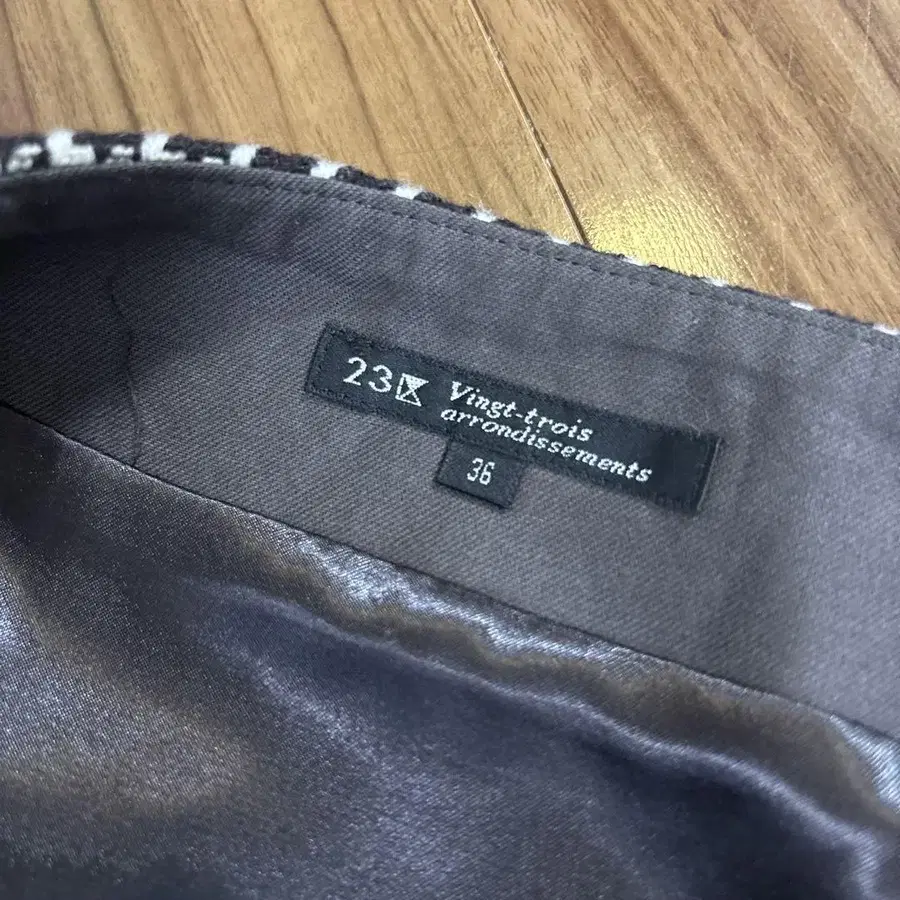 23区 Vingt-trois
arrondissements
36